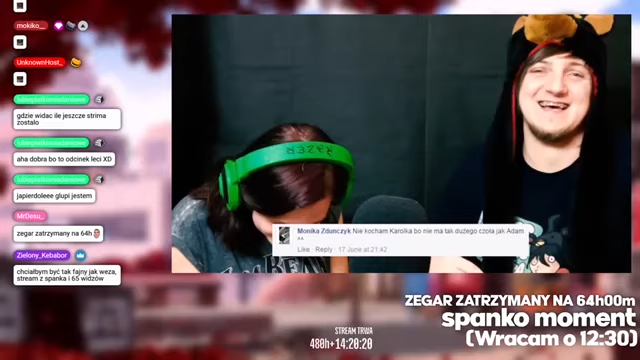 mokiko__
UnknownHost_
gdzie widac ile jeszcze strima
zostalo
aha dobra bo to odcinek leci XD
japierdoleee glupi jestem
MrDesu_
zegar zatrzymany na 64h
Zielony_Kebabor
chciałbym być tak fajny jak weza,
stream z spanka i 65 widzów
RAZER
Monika Zdunczyk Nie kocham Karolka bo nie ma tak dużego czoła jak Adam
^^
Like · Reply · 17 June at 21:42
ZEGAR ZATRZYMANY NA 64h00m
spanko moment
(Wracam o 12:30)
STREAM TRWA
480h+14:20:20